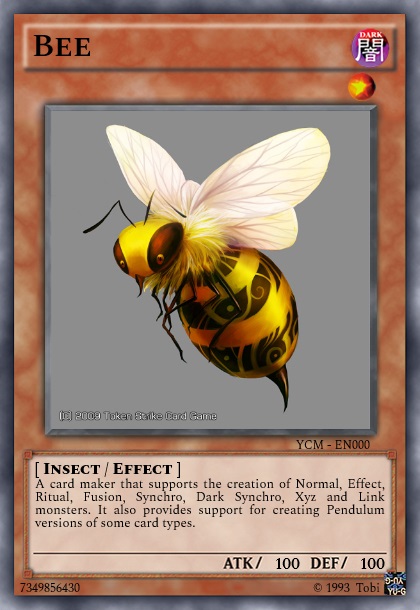 BEE
DARK
闇
(C) 2009 Tuken Strike Card Game
YCM - EN000
[ INSECT / EFFECT ]
A card maker that supports the creation of Normal, Effect,
Ritual, Fusion, Synchro, Dark Synchro, Xyz and Link
monsters. It also provides support for creating Pendulum
versions of some card types.
ATK/ 100 DEF/ 100
7349856430
© 1993 Tobi